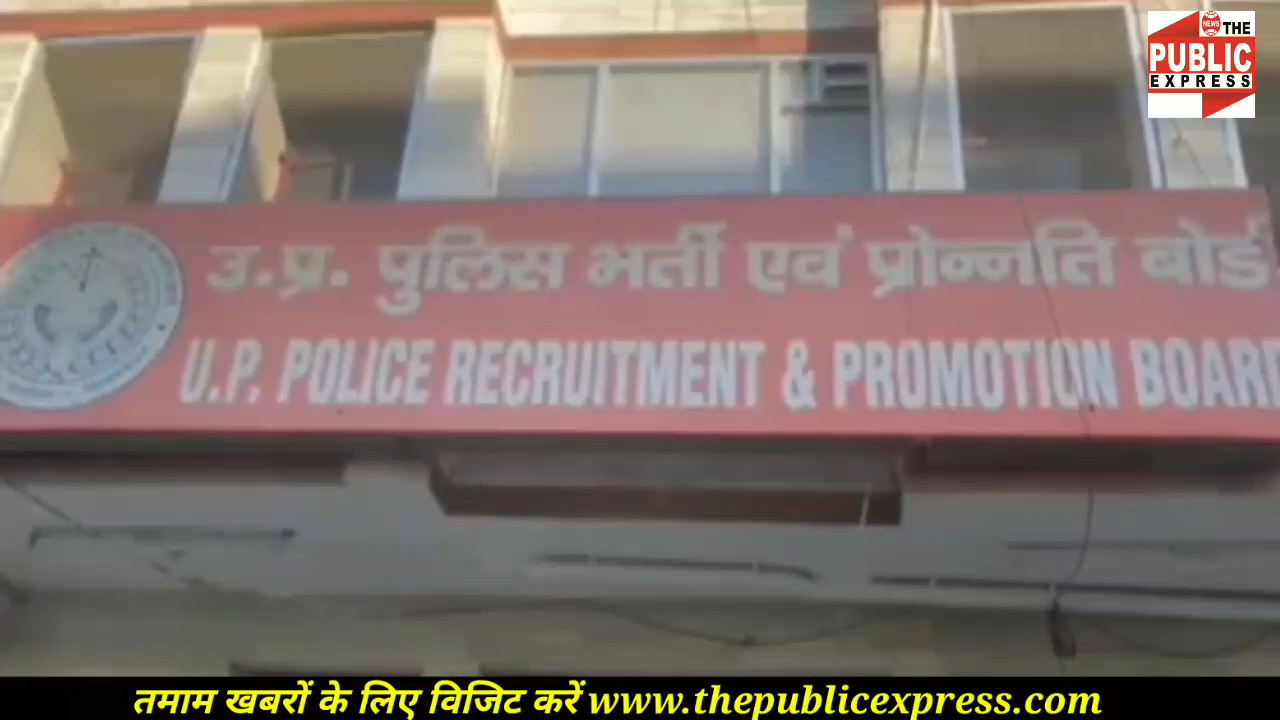 NEWS
THE
PUBLIC
EXPRESS
उ.प्र. पुलिस भर्ती एवं प्रोन्नति बोर्ड
U.P. POLICE RECRUITMENT & PROMOTION BOARD
तमाम खबरों के लिए विजिट करें www.thepublicexpress.com